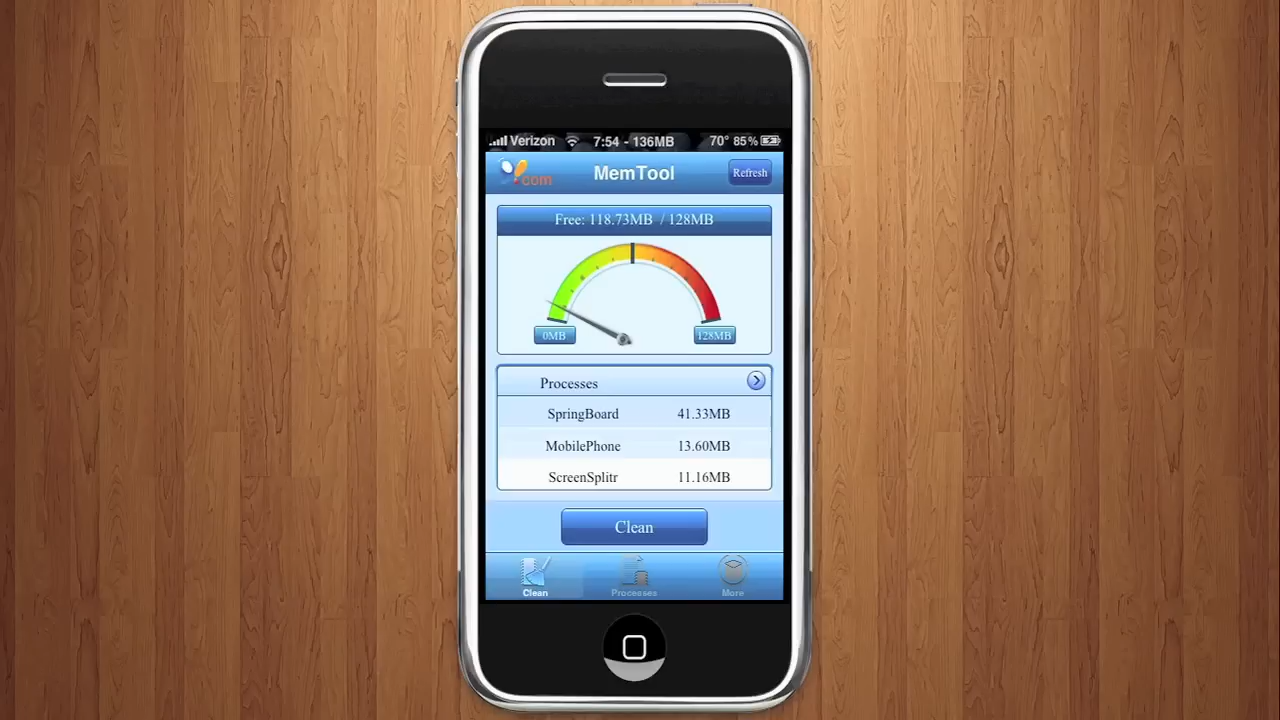 Verizon 7:54 - 136MB 70° 85%
.com MemTool Refresh
Free: 118.73MB / 128MB
0MB 128MB
Processes
SpringBoard 41.33MB
MobilePhone 13.60MB
ScreenSplitr 11.16MB
Clean
Clean Processes More